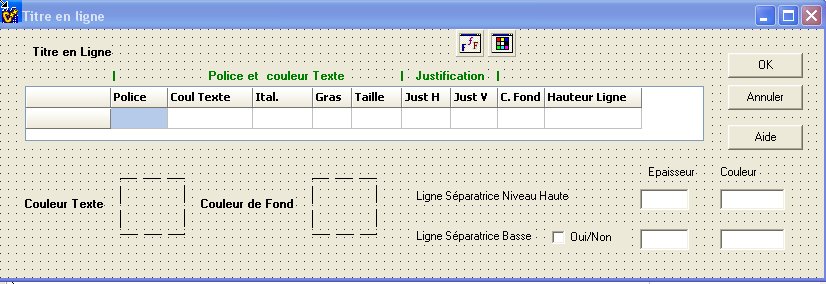 Titre en ligne
Titre en Ligne
Police et couleur Texte | Justification
OK
Police Coul Texte Ital. Gras Taille Just H Just V C. Fond Hauteur Ligne
Annuler
Aide
Epaisseur Couleur
Couleur Texte Couleur de Fond
Ligne Séparatrice Niveau Haute
Ligne Séparatrice Basse Oui/Non